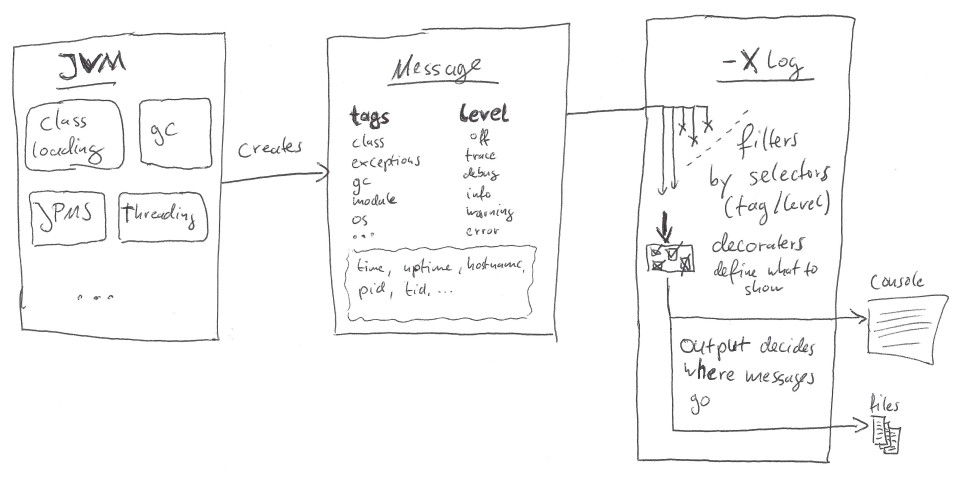 JVM
class
loading
gc
JPMS
threading
...
creates
Message
tags
class
exceptions
gc
module
os
...
Level
off
trace
debug
info
warning
error
time, uptime, hostname,
pid, tid, ...
-Xlog
filters
by selectors
(tag/level)
decoraters
define what to
show
Output decides
where messages
go
Console
files